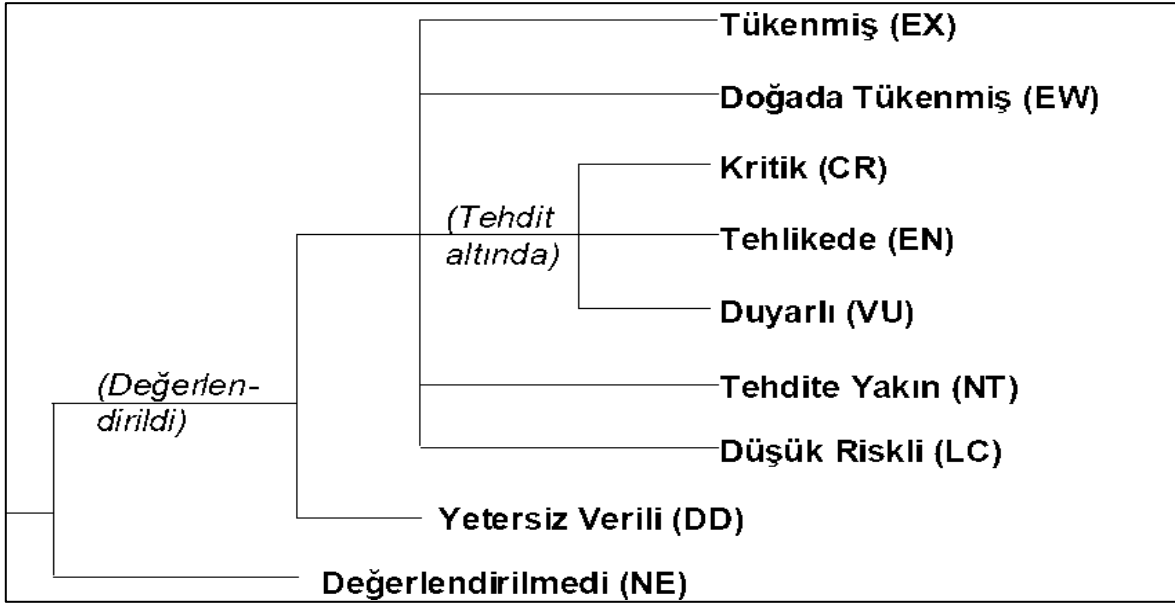 Tükenmiş (EX)
Doğada Tükenmiş (EW)
Kritik (CR)
(Tehdit
altında)
Tehlikede (EN)
Duyarlı (VU)
Tehdite Yakın (NT)
(Değerlen-
dirildi)
Düşük Riskli (LC)
Yetersiz Verili (DD)
Değerlendirilmedi (NE)